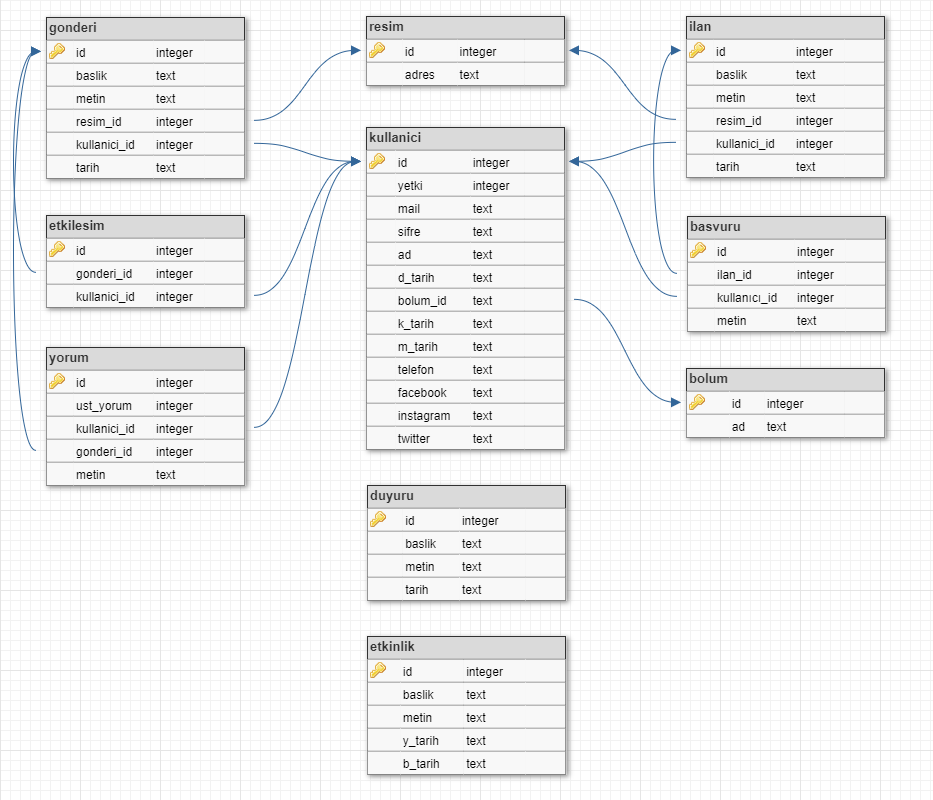 gonderi
id integer
baslik text
metin text
resim_id integer
kullanici_id integer
tarih text
etkilesim
id integer
gonderi_id integer
kullanici_id integer
yorum
id integer
ust_yorum integer
kullanici_id integer
gonderi_id integer
metin text
resim
id integer
adres text
kullanici
id integer
yetki integer
mail text
sifre text
ad text
d_tarih text
bolum_id text
k_tarih text
m_tarih text
telefon text
facebook text
instagram text
twitter text
duyuru
id integer
baslik text
metin text
tarih text
etkinlik
id integer
baslik text
metin text
y_tarih text
b_tarih text
ilan
id integer
baslik text
metin text
resim_id integer
kullanici_id integer
tarih text
basvuru
id integer
ilan_id integer
kullanıcı_id integer
metin text
bolum
id integer
ad text